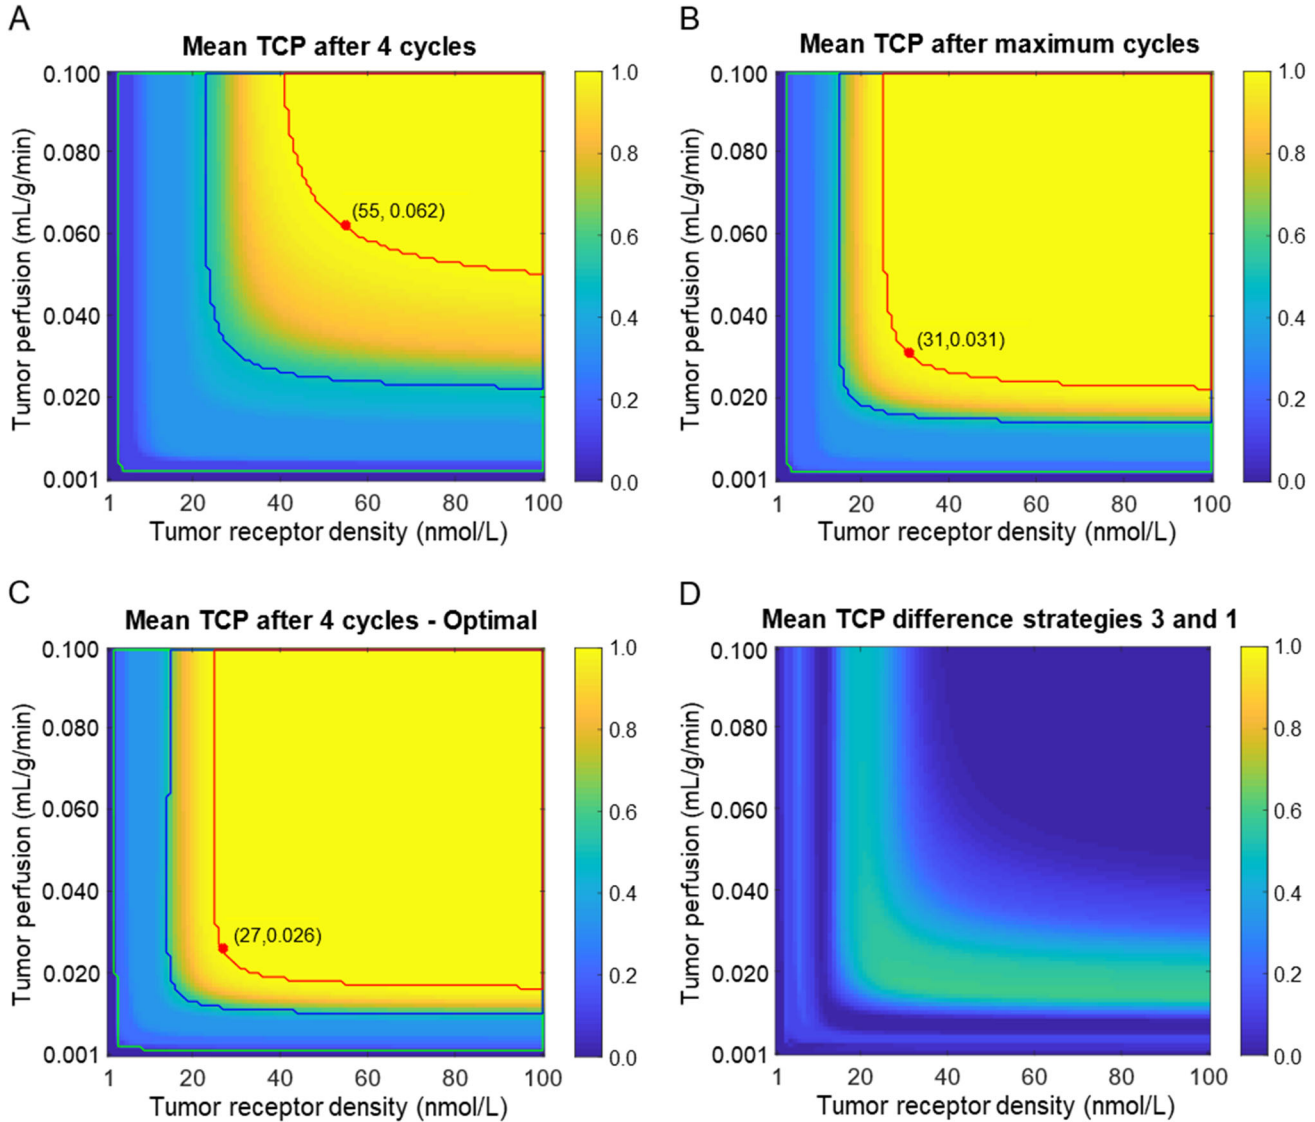 A
Mean TCP after 4 cycles
Tumor perfusion (mL/g/min)
0.100
0.080
0.060
0.040
0.020
0.001
(55, 0.062)
1 20 40 60 80 100
Tumor receptor density (nmol/L)
1.0
0.8
0.6
0.4
0.2
0.0
B
Mean TCP after maximum cycles
Tumor perfusion (mL/g/min)
0.100
0.080
0.060
0.040
0.020
0.001
(31,0.031)
1 20 40 60 80 100
Tumor receptor density (nmol/L)
1.0
0.8
0.6
0.4
0.2
0.0
C
Mean TCP after 4 cycles - Optimal
Tumor perfusion (mL/g/min)
0.100
0.080
0.060
0.040
0.020
0.001
(27,0.026)
1 20 40 60 80 100
Tumor receptor density (nmol/L)
1.0
0.8
0.6
0.4
0.2
0.0
D
Mean TCP difference strategies 3 and 1
Tumor perfusion (mL/g/min)
0.100
0.080
0.060
0.040
0.020
0.001
1 20 40 60 80 100
Tumor receptor density (nmol/L)
1.0
0.8
0.6
0.4
0.2
0.0